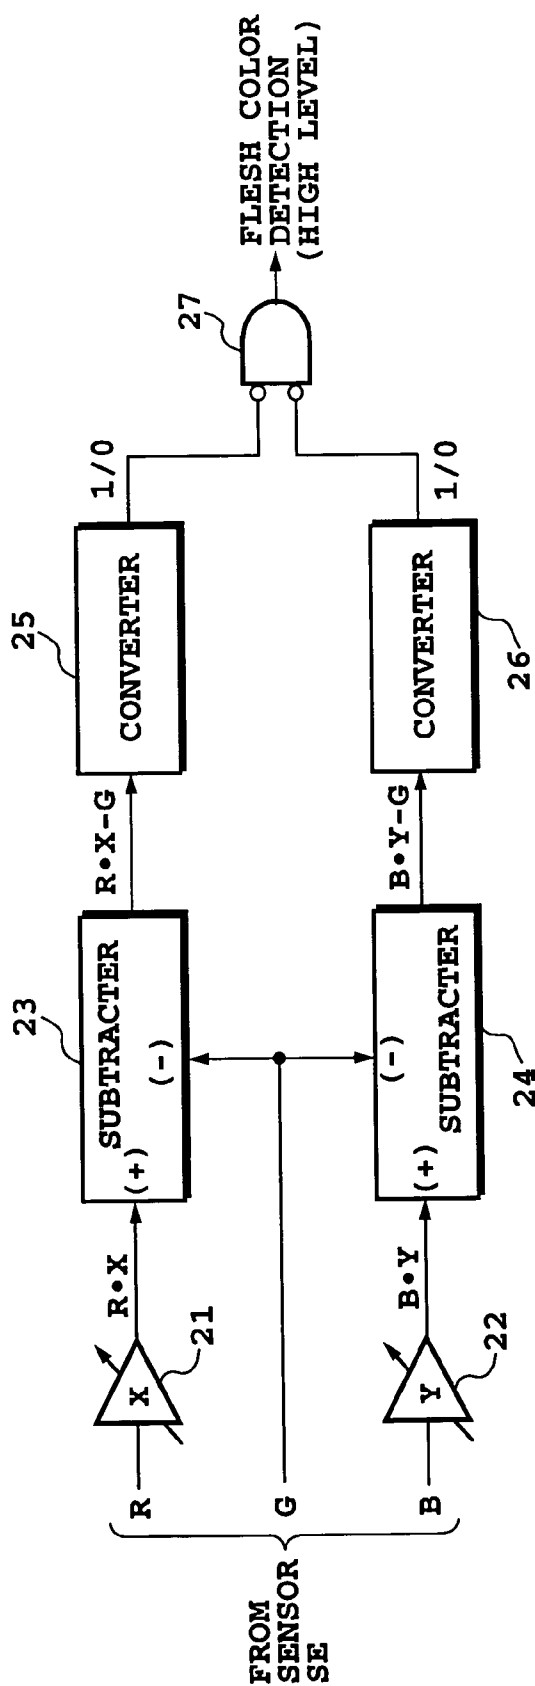 FROM
SENSOR
SE
R
G
B
X
21
R•X
Y
22
B•Y
23
SUBTRACTER
(+)
(-)
24
SUBTRACTER
(+)
(-)
R•X-G
B•Y-G
25
CONVERTER
26
CONVERTER
1/0
1/0
27
FLESH COLOR
DETECTION
(HIGH LEVEL)